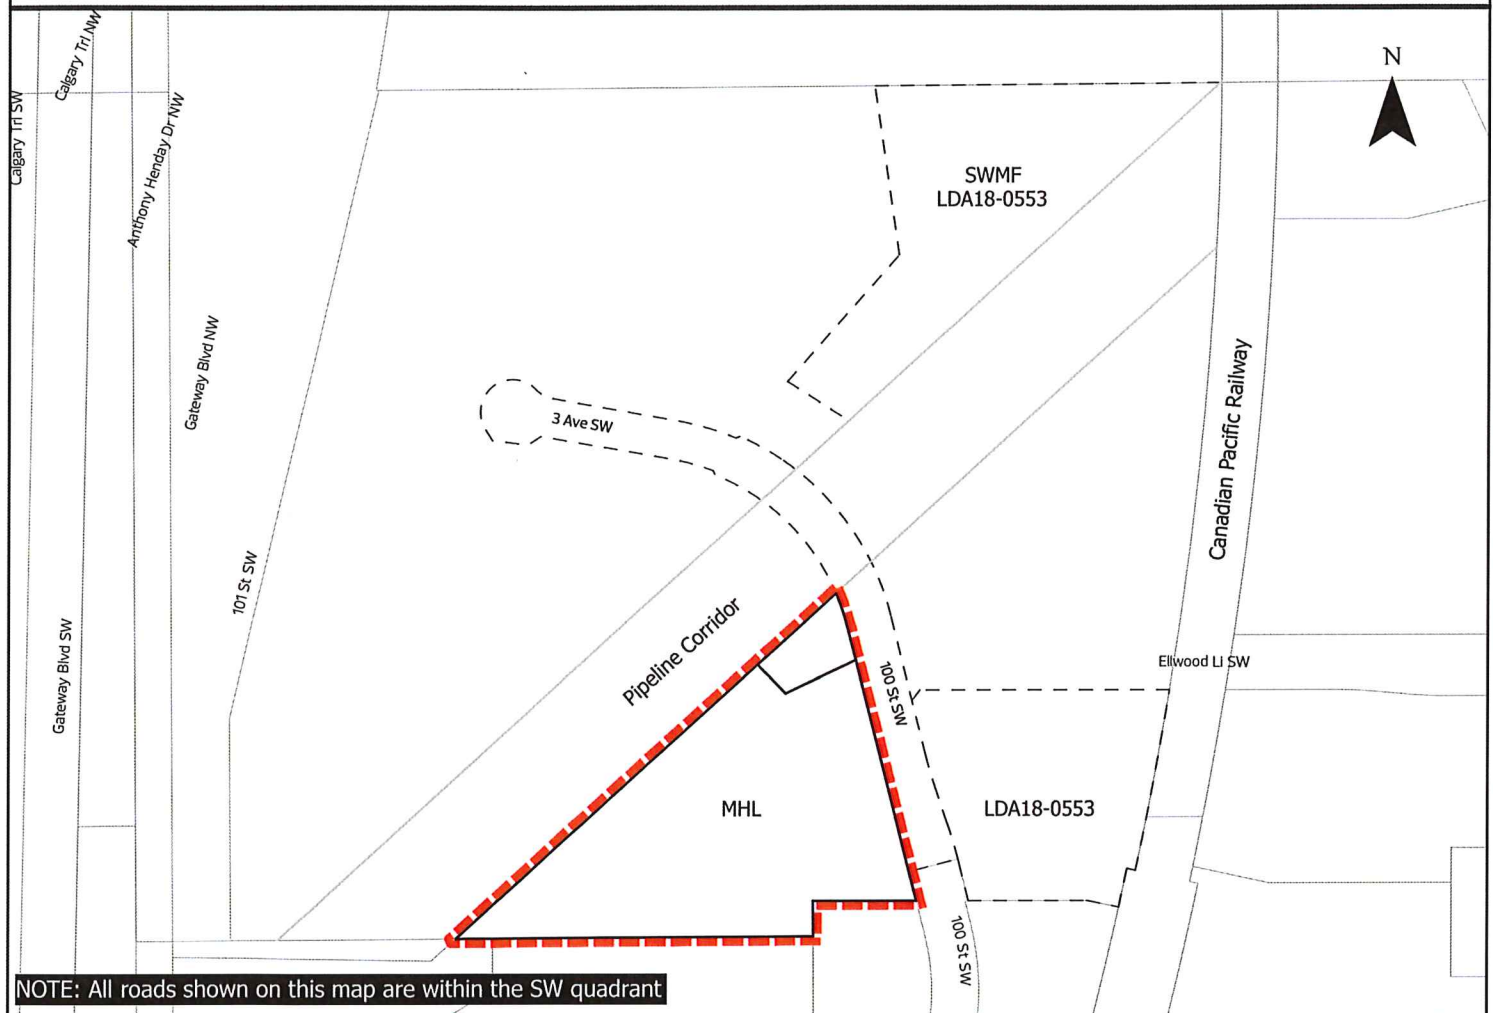 Calgary Trl NW
N
Calgary Trl SW
Anthony Henday Dr NW
SWMF
LDA18-0553
Gateway Blvd NW
3 Ave SW
Canadian Pacific Railway
101 St SW
Pipeline Corridor
Gateway Blvd SW
100 St SW
Ellwood Li SW
MHL
LDA18-0553
100 St SW
NOTE: All roads shown on this map are within the SW quadrant